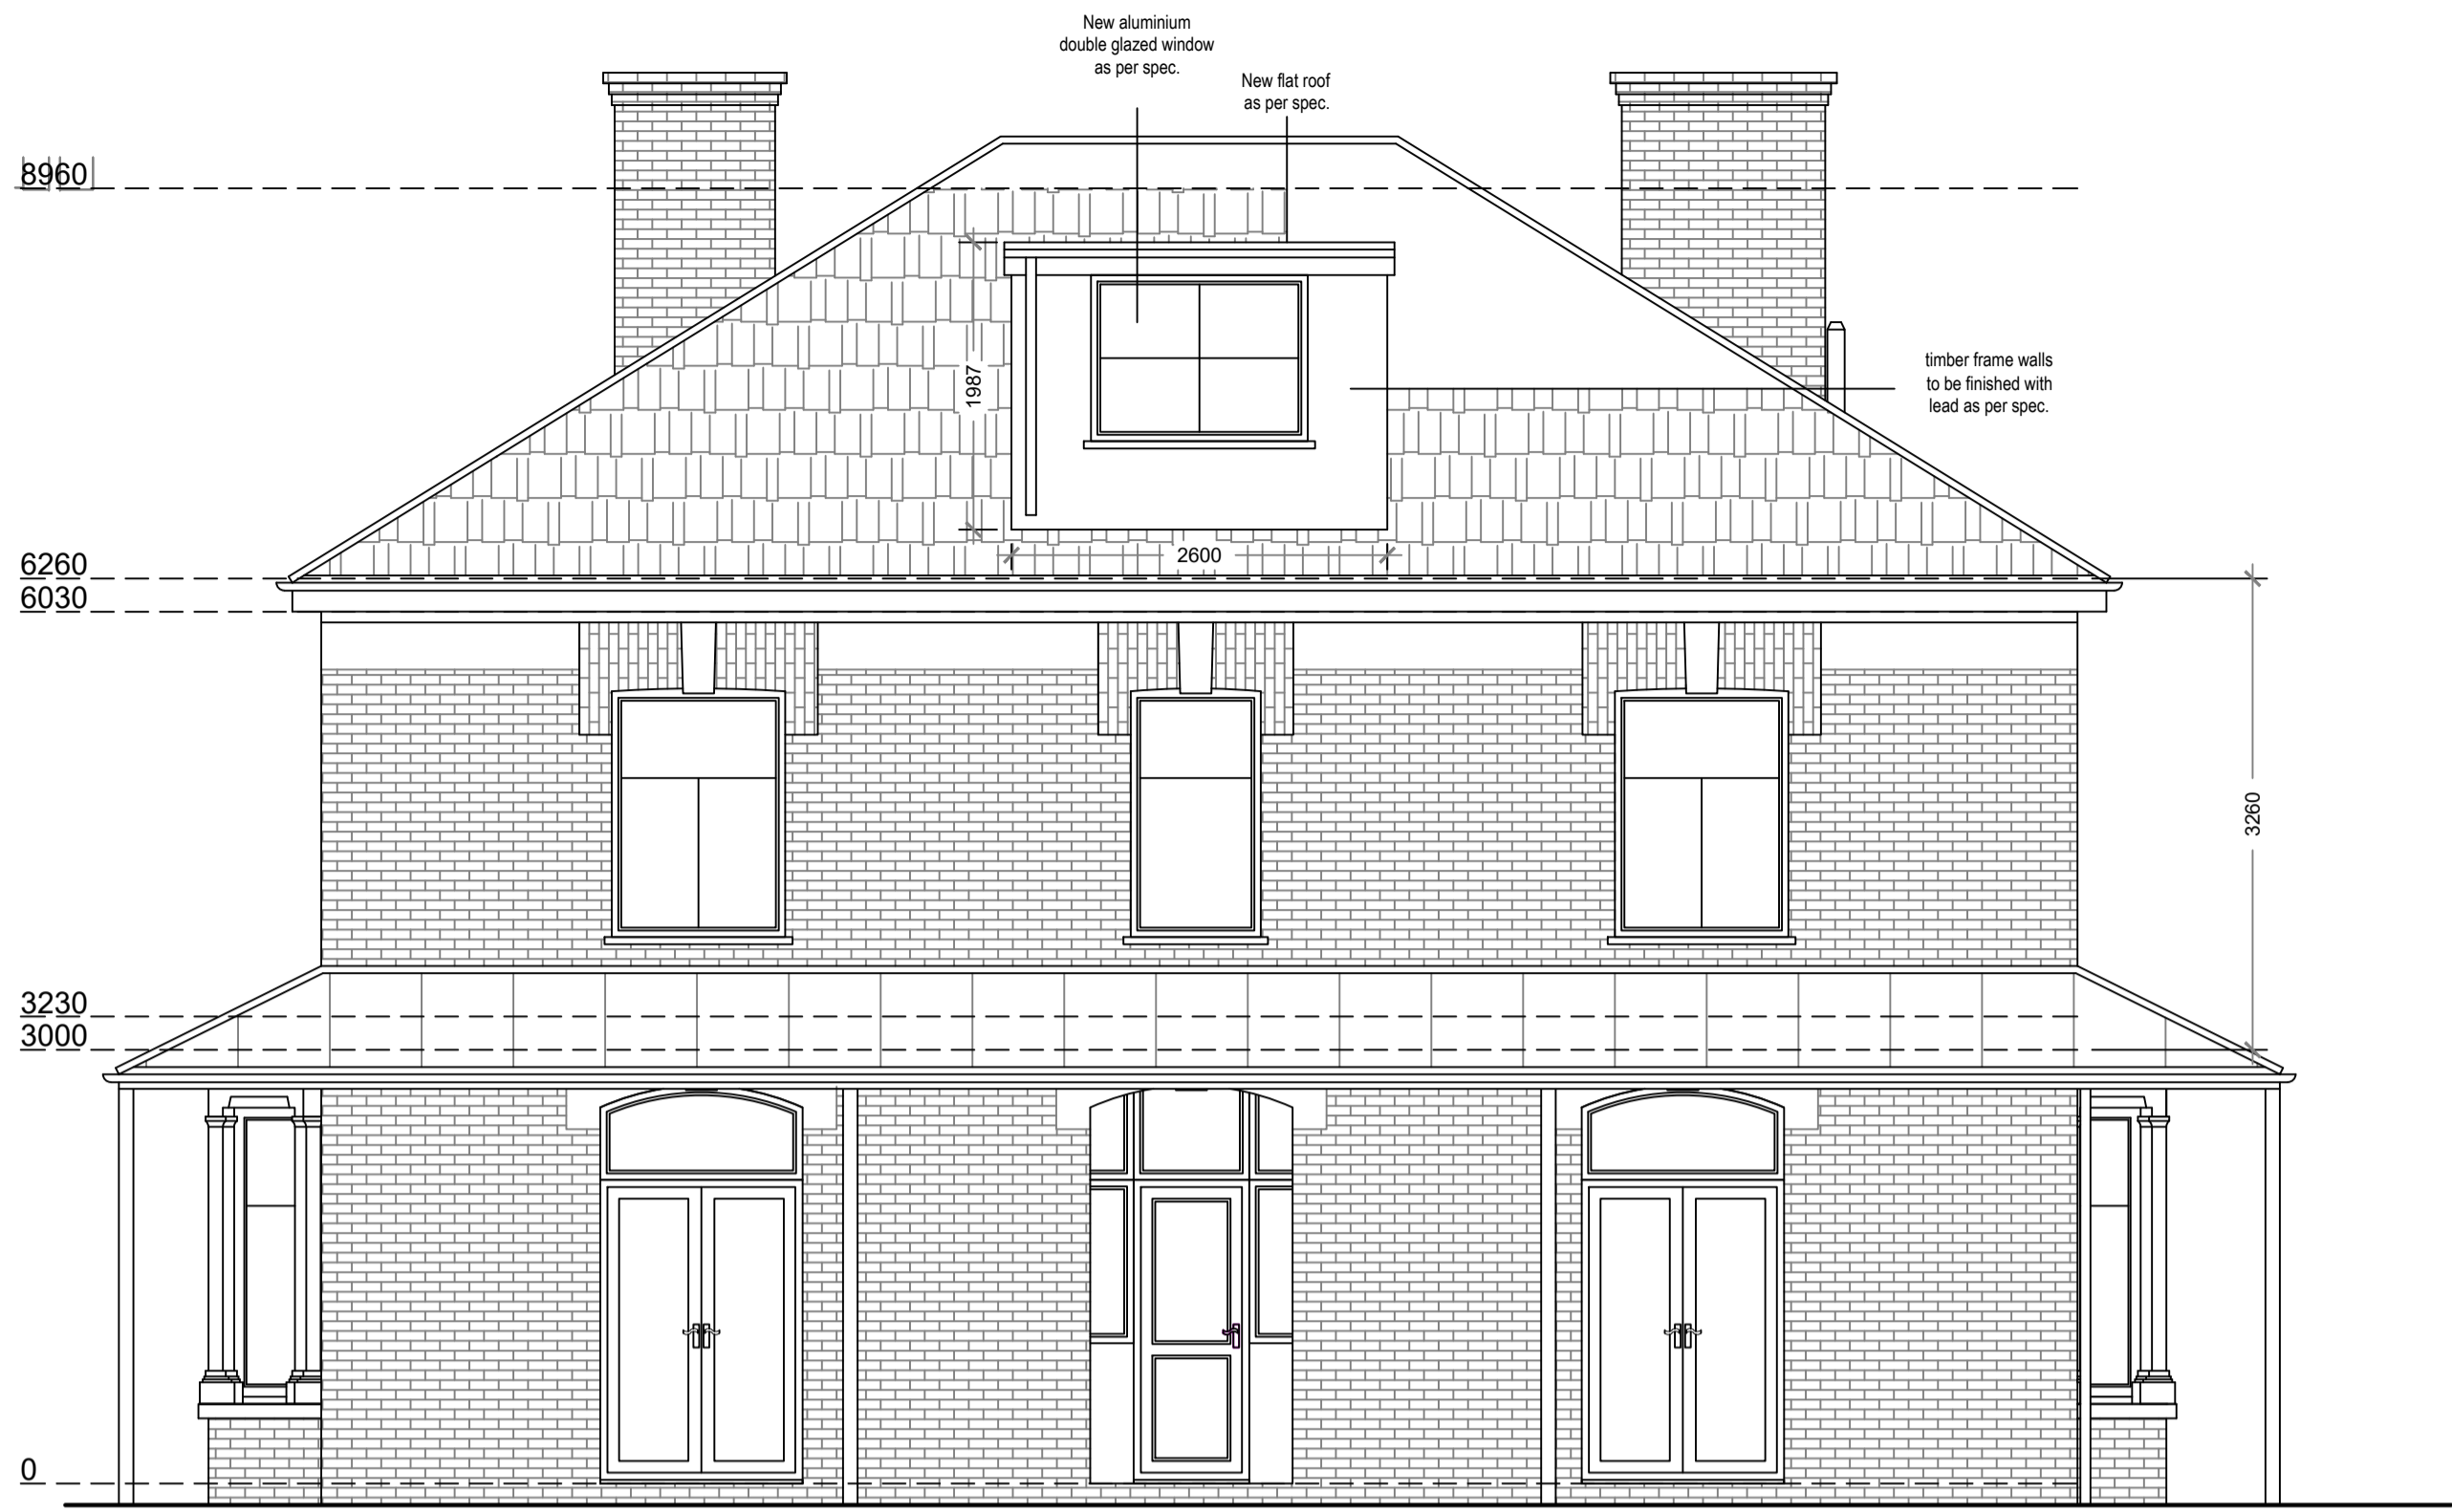 New aluminium
double glazed window
as per spec.
New flat roof
as per spec.
8960
timber frame walls
to be finished with
lead as per spec.
1987
2600
6260
6030
3260
3230
3000
0